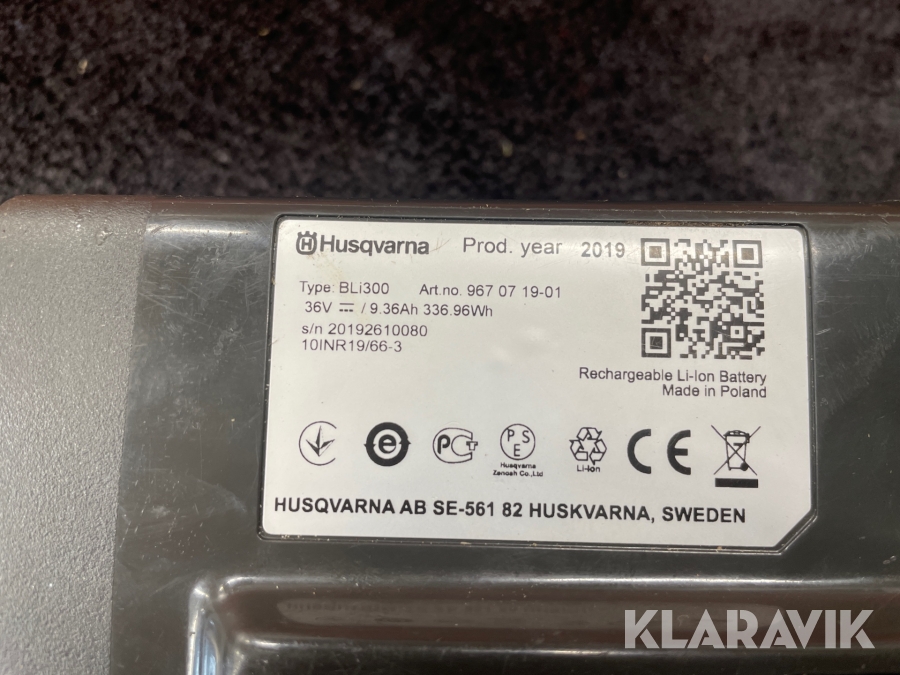 Husqvarna Prod. year 2019
Type: BLi300 Art.no. 967 07 19-01
36V / 9.36Ah 336.96Wh
s/n 20192610080
10INR19/66-3
Rechargeable Li-Ion Battery
Made in Poland
e
PCT
PSE
Husqvarna
Zenoah Co.,Ltd
Li-Ion
CE
HUSQVARNA AB SE-561 82 HUSKVARNA, SWEDEN
KLARAVIK